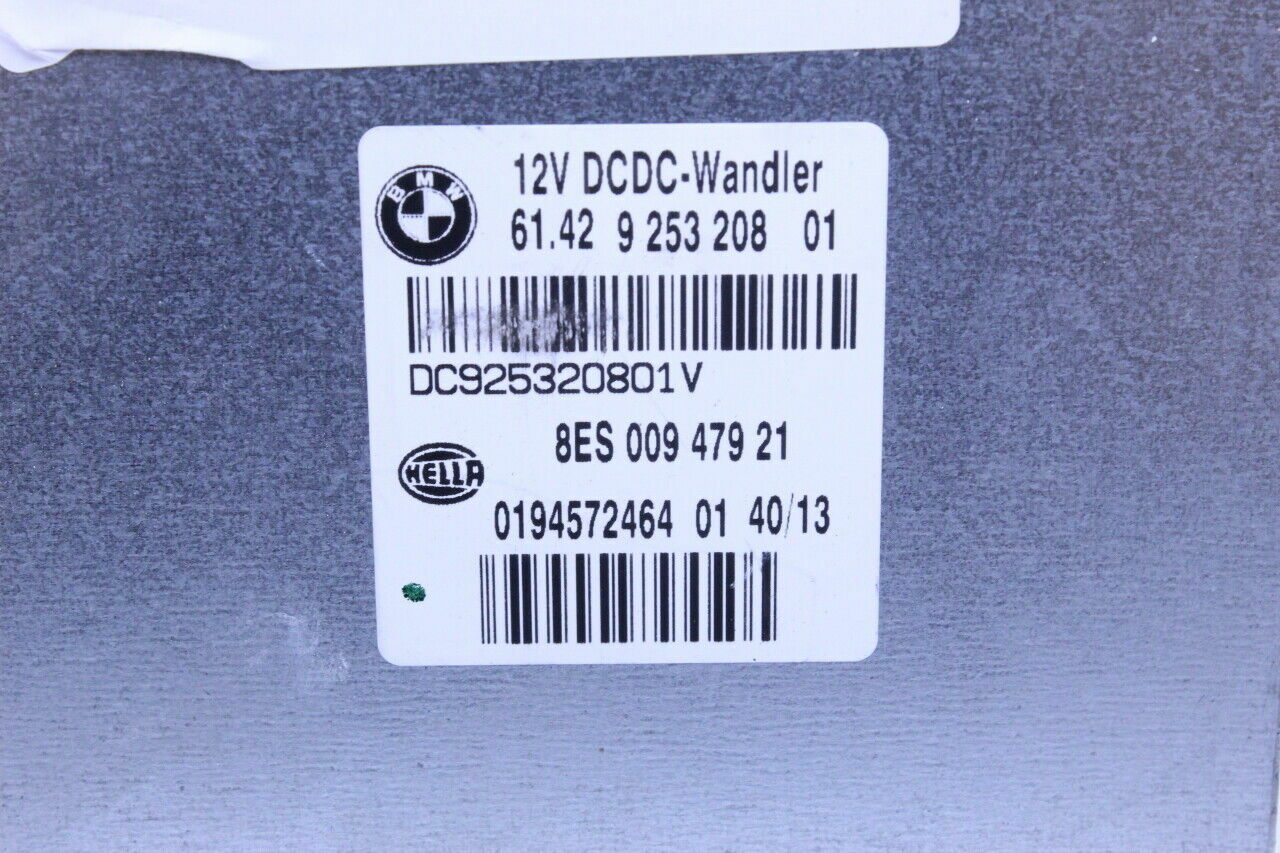 BMW
12V DCDC-Wandler
61.42 9 253 208 01
DC925320801V
8ES 009 479 21
HELLA
0194572464 01 40/13